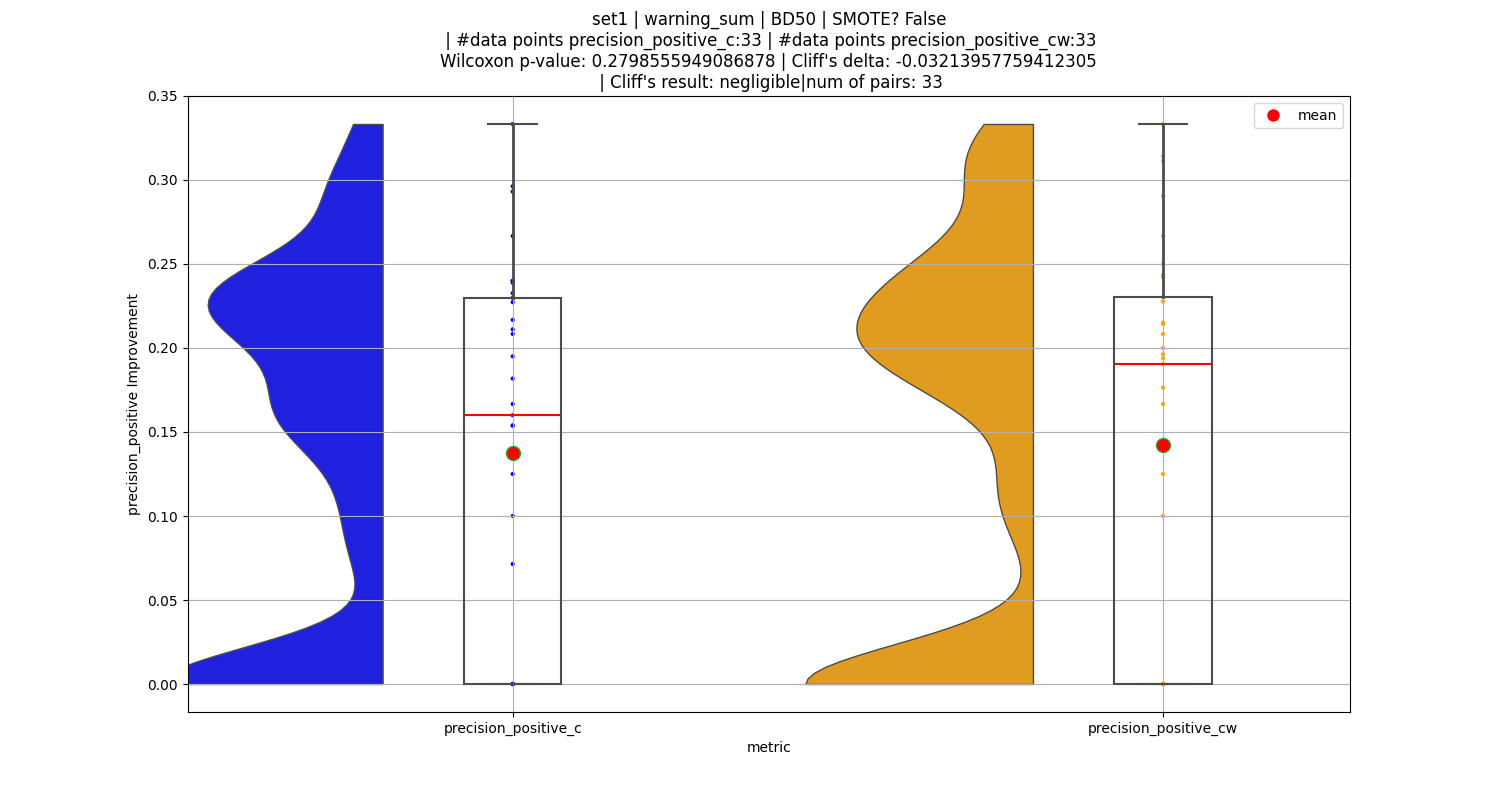 set1 | warning_sum | BD50 | SMOTE? False
| #data points precision_positive_c:33 | #data points precision_positive_cw:33
Wilcoxon p-value: 0.2798555949086878 | Cliff's delta: -0.03213957759412305
| Cliff's result: negligible|num of pairs: 33
mean
0.35
0.30
0.25
0.20
0.15
0.10
0.05
0.00
precision_positive Improvement
precision_positive_c
precision_positive_cw
metric